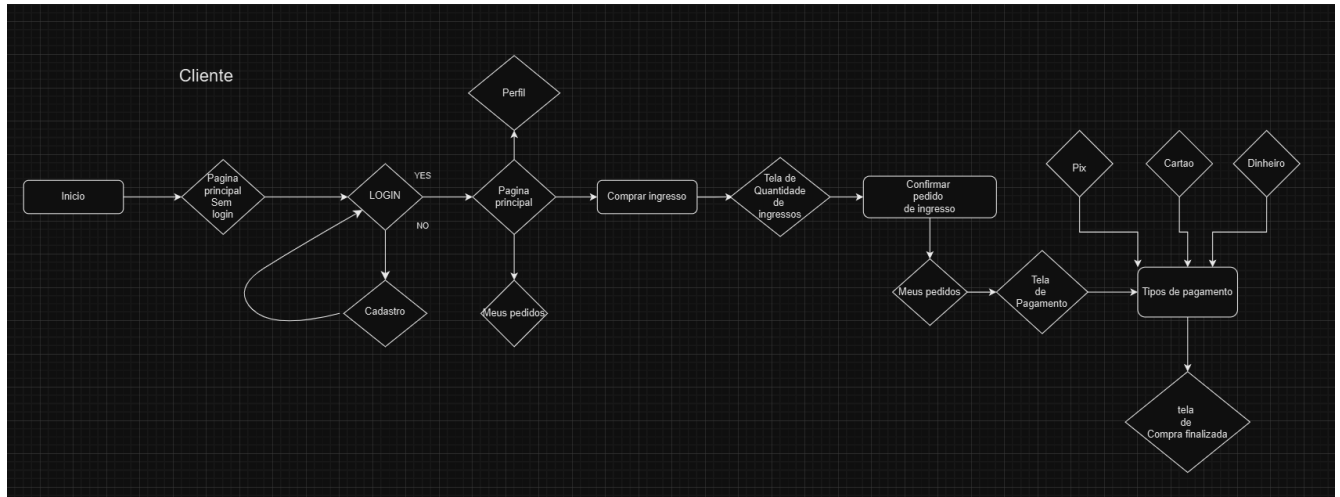 Cliente
Inicio
Pagina
principal
Sem
login
LOGIN
YES
NO
Cadastro
Perfil
Pagina
principal
Meus pedidos
Comprar ingresso
Tela de
Quantidade
de
ingressos
Confirmar
pedido
de ingresso
Meus pedidos
Tela
de
Pagamento
Pix
Cartao
Dinheiro
Tipos de pagamento
tela
de
Compra finalizada